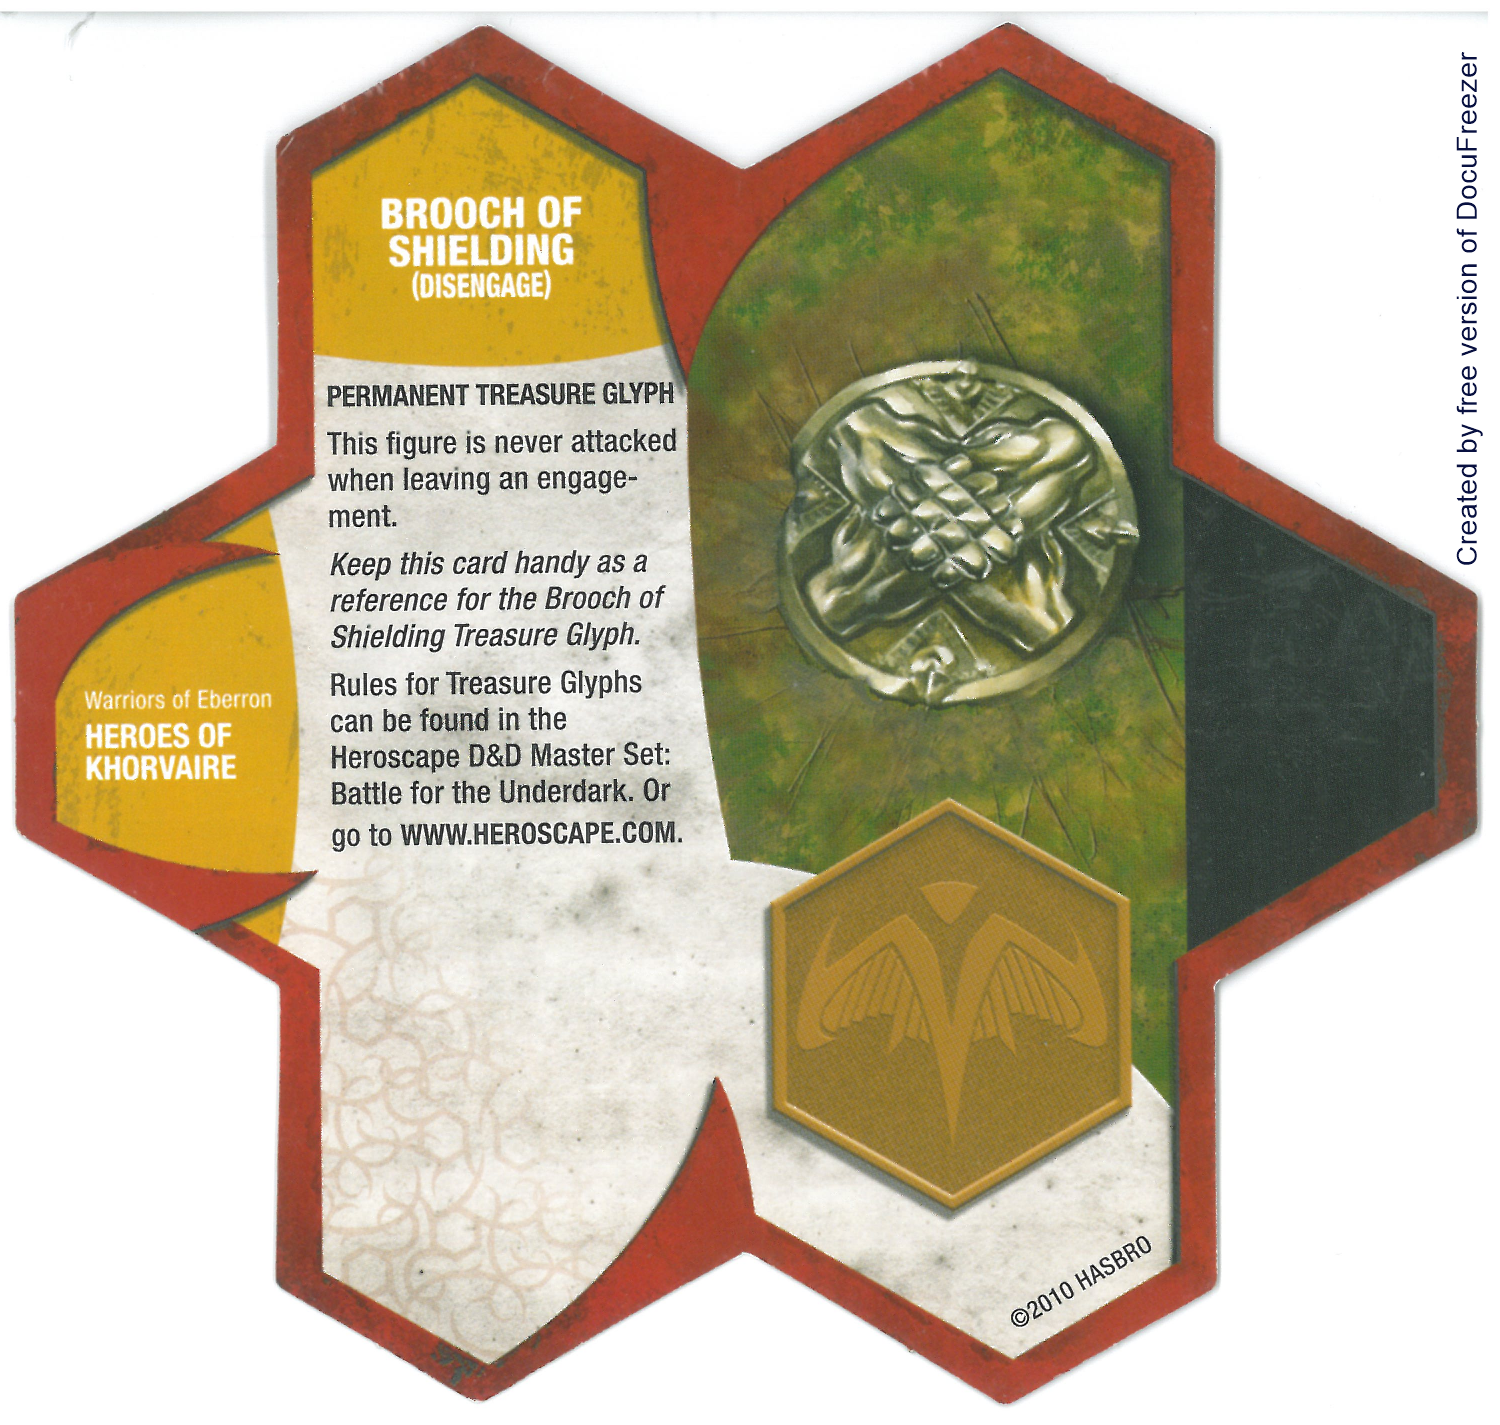 BROOCH OF
SHIELDING
(DISENGAGE)
PERMANENT TREASURE GLYPH
This figure is never attacked
when leaving an engage-
ment.
Keep this card handy as a
reference for the Brooch of
Shielding Treasure Glyph.
Rules for Treasure Glyphs
can be found in the
Heroscape D&D Master Set:
Battle for the Underdark. Or
go to WWW.HEROSCAPE.COM.
Warriors of Eberron
HEROES OF
KHORVAIRE
©2010 HASBRO
Created by free version of DocuFreezer